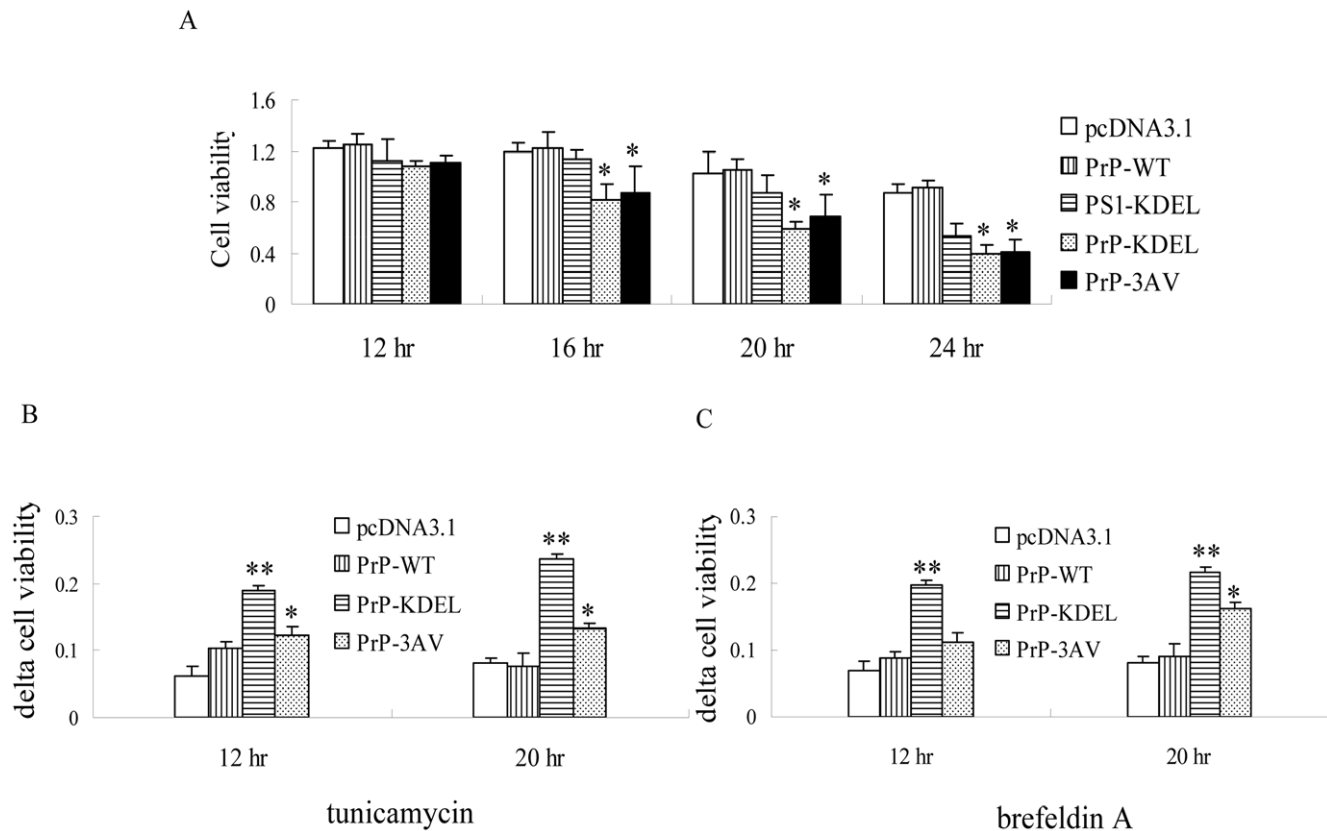 A
Cell viability
1.6
1.2
0.8
0.4
0
* *
* *
* *
12 hr 16 hr 20 hr 24 hr
pcDNA3.1
PrP-WT
PS1-KDEL
PrP-KDEL
PrP-3AV
B
delta cell viability
0.3
0.2
0.1
0
** *
** *
pcDNA3.1
PrP-WT
PrP-KDEL
PrP-3AV
12 hr 20 hr
tunicamycin
C
delta cell viability
0.3
0.2
0.1
0
**
** *
pcDNA3.1
PrP-WT
PrP-KDEL
PrP-3AV
12 hr 20 hr
brefeldin A